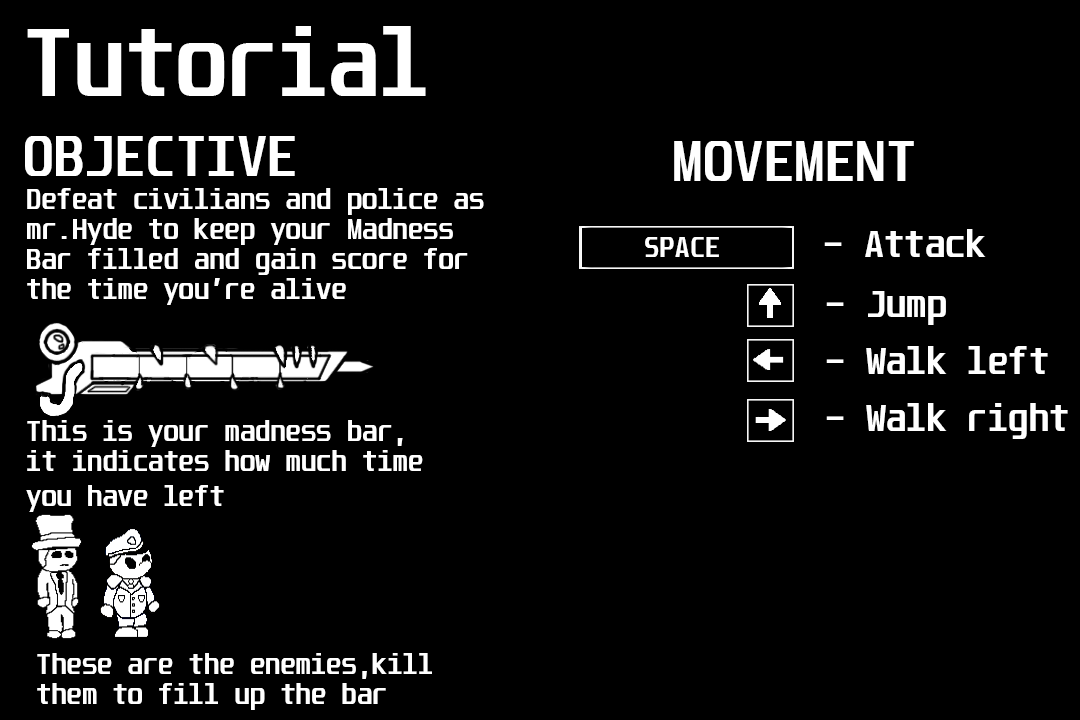 Tutorial
OBJECTIVE
Defeat civilians and police as
mr.Hyde to keep your Madness
Bar filled and gain score for
the time you're alive
This is your madness bar,
it indicates how much time
you have left
These are the enemies,kill
them to fill up the bar
MOVEMENT
SPACE - Attack
- Jump
- Walk left
- Walk right